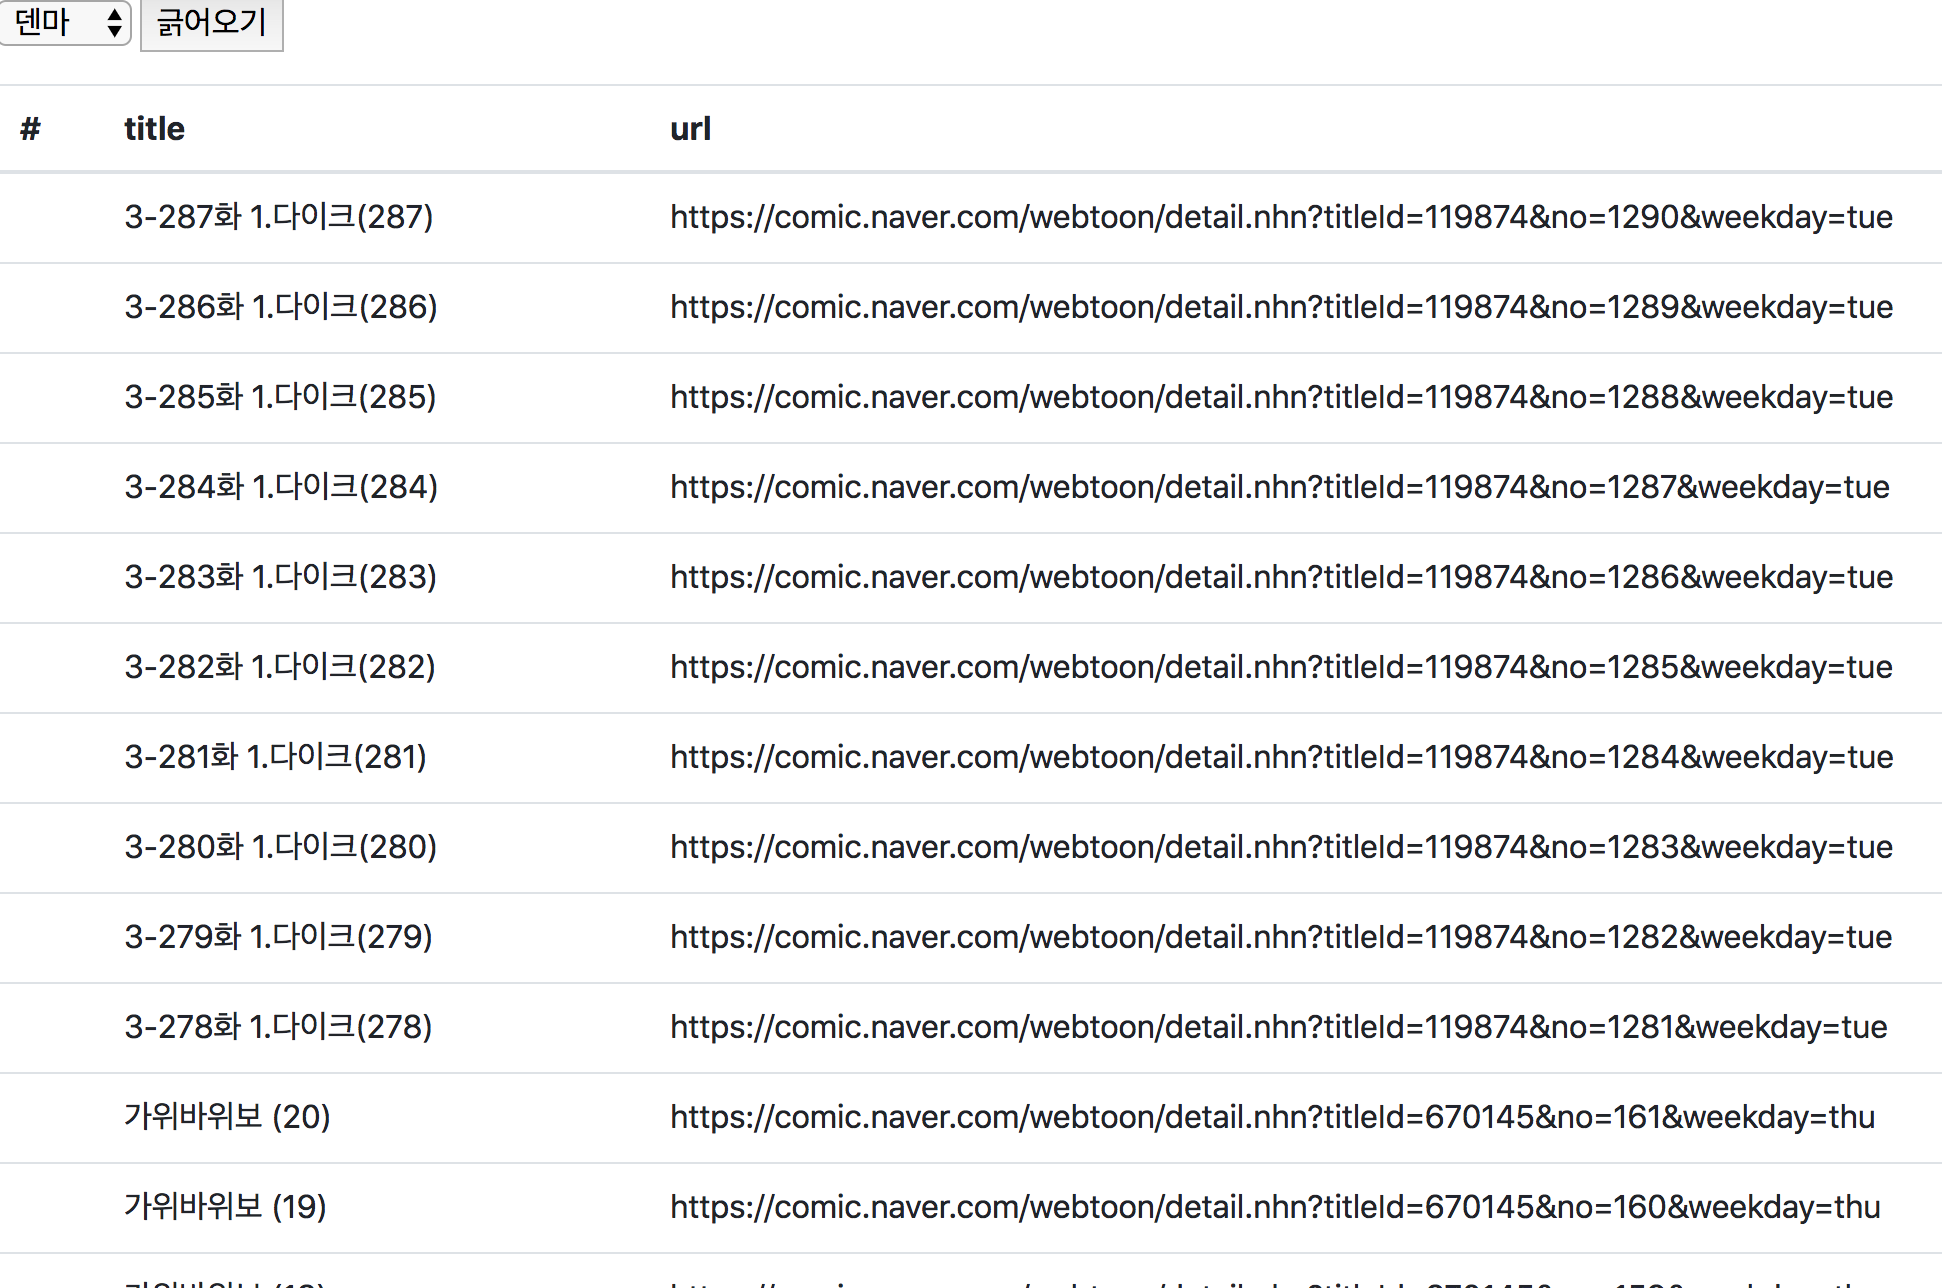 덴마 긁어오기
# title url
3-287화 1.다이크(287) https://comic.naver.com/webtoon/detail.nhn?titleId=119874&no=1290&weekday=tue
3-286화 1.다이크(286) https://comic.naver.com/webtoon/detail.nhn?titleId=119874&no=1289&weekday=tue
3-285화 1.다이크(285) https://comic.naver.com/webtoon/detail.nhn?titleId=119874&no=1288&weekday=tue
3-284화 1.다이크(284) https://comic.naver.com/webtoon/detail.nhn?titleId=119874&no=1287&weekday=tue
3-283화 1.다이크(283) https://comic.naver.com/webtoon/detail.nhn?titleId=119874&no=1286&weekday=tue
3-282화 1.다이크(282) https://comic.naver.com/webtoon/detail.nhn?titleId=119874&no=1285&weekday=tue
3-281화 1.다이크(281) https://comic.naver.com/webtoon/detail.nhn?titleId=119874&no=1284&weekday=tue
3-280화 1.다이크(280) https://comic.naver.com/webtoon/detail.nhn?titleId=119874&no=1283&weekday=tue
3-279화 1.다이크(279) https://comic.naver.com/webtoon/detail.nhn?titleId=119874&no=1282&weekday=tue
3-278화 1.다이크(278) https://comic.naver.com/webtoon/detail.nhn?titleId=119874&no=1281&weekday=tue
가위바위보 (20) https://comic.naver.com/webtoon/detail.nhn?titleId=670145&no=161&weekday=thu
가위바위보 (19) https://comic.naver.com/webtoon/detail.nhn?titleId=670145&no=160&weekday=thu